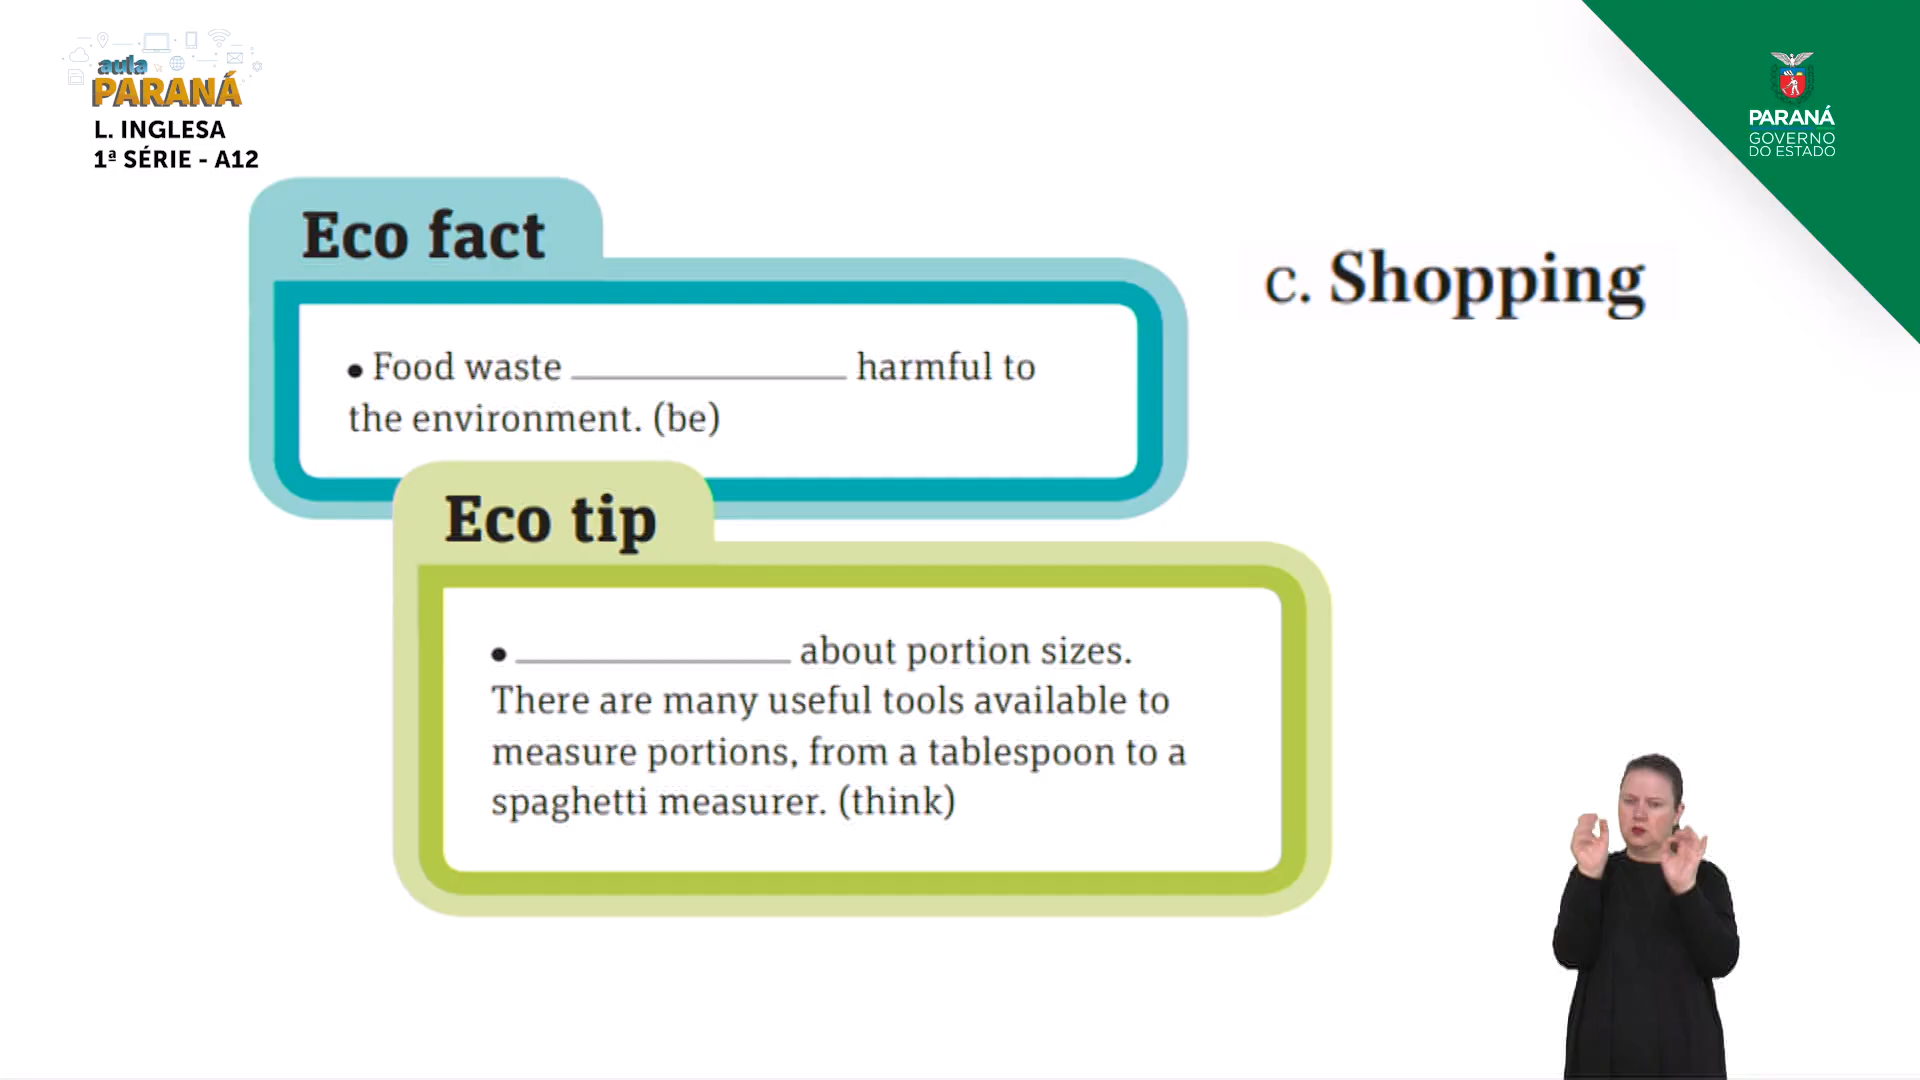 aula
PARANÁ
L. INGLESA
1ª SÉRIE - A12
PARANÁ
GOVERNO
DO ESTADO
Eco fact
• Food waste ______________ harmful to
the environment. (be)
C. Shopping
Eco tip
• ______________ about portion sizes.
There are many useful tools available to
measure portions, from a tablespoon to a
spaghetti measurer. (think)